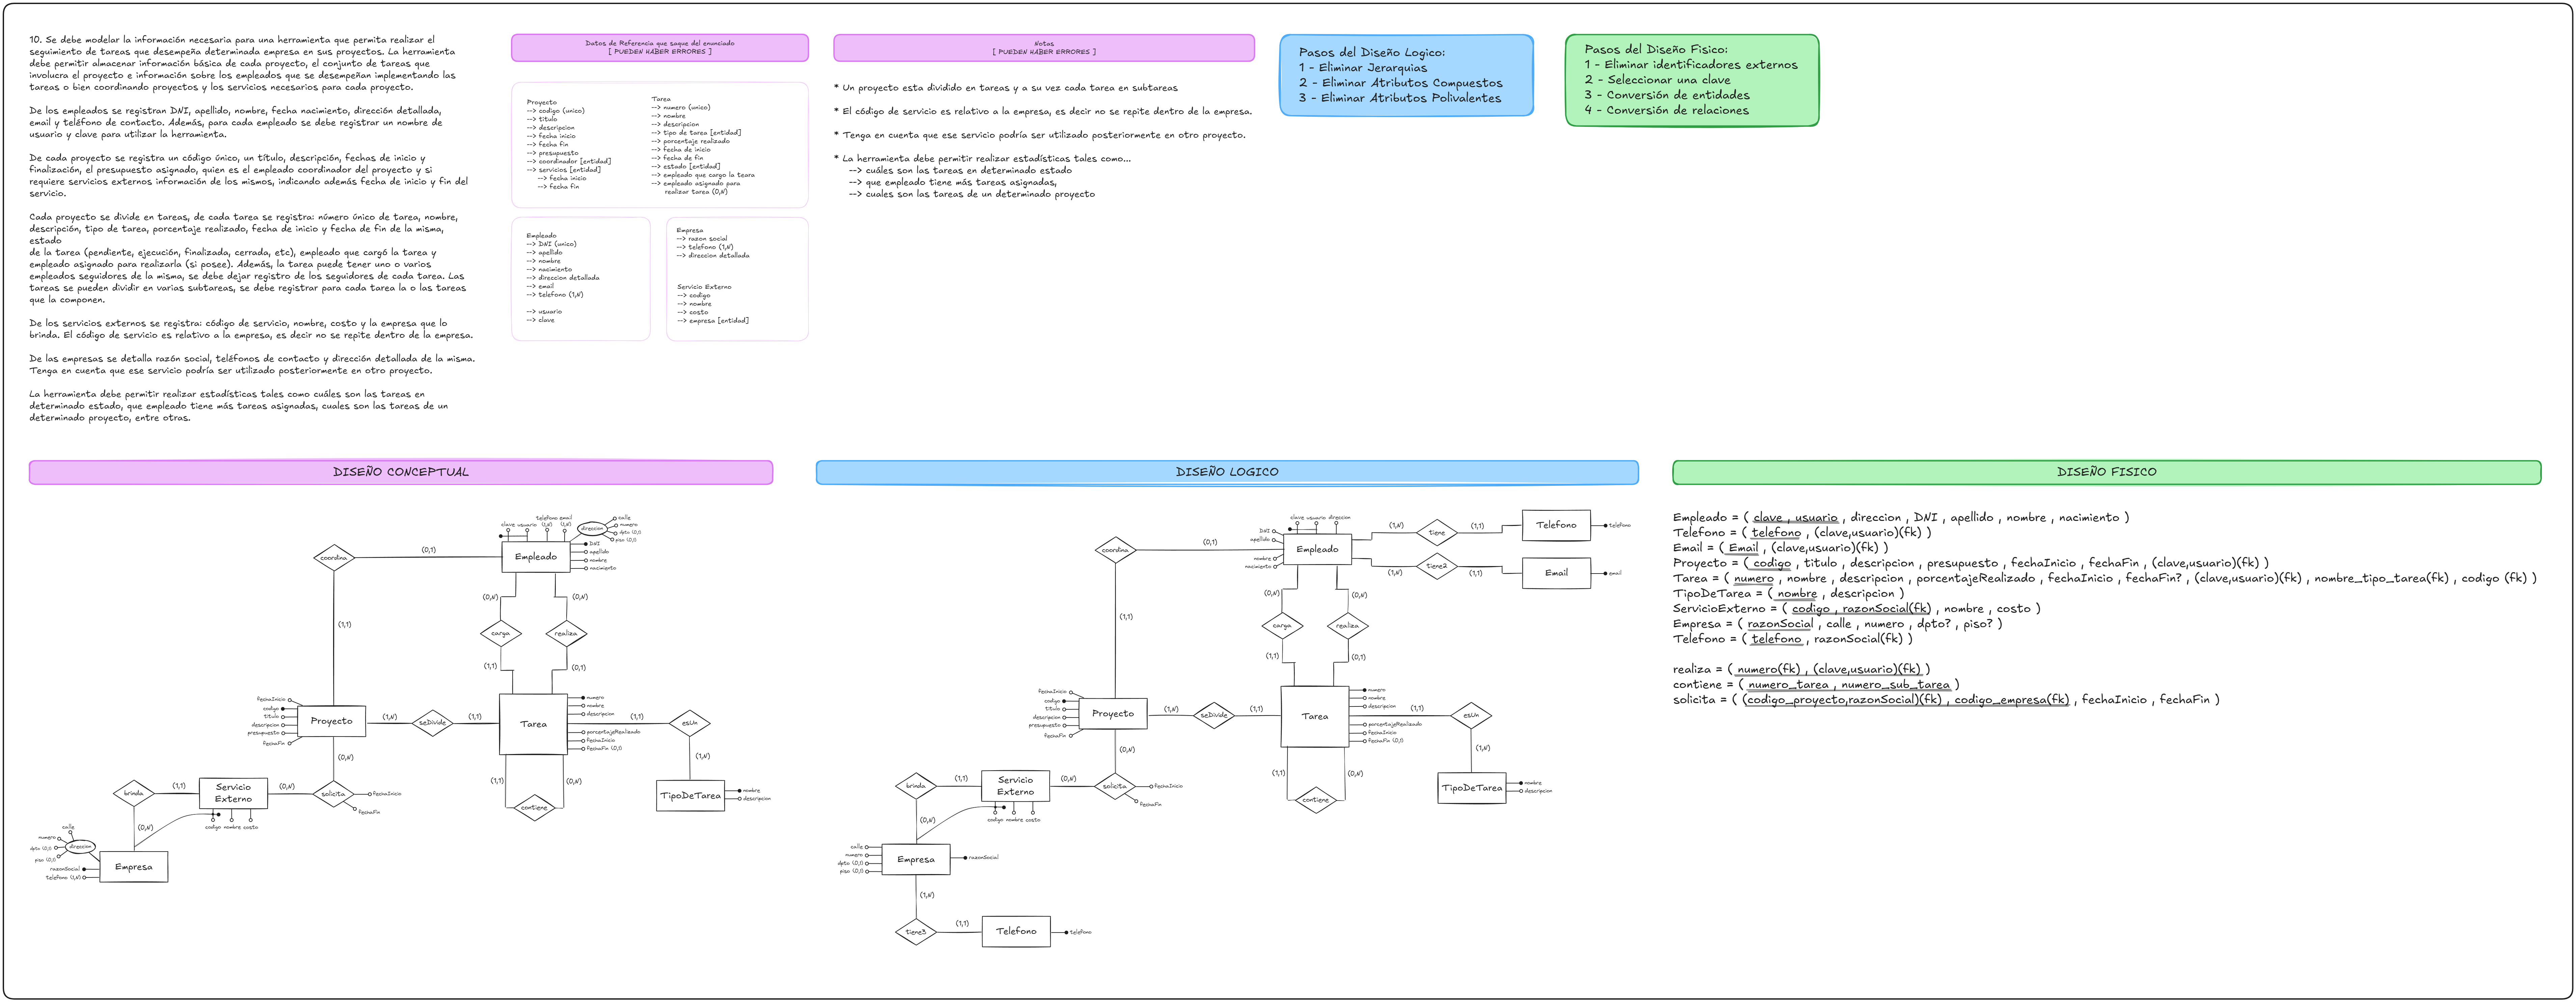 10. Se debe modelar la información necesaria para una herramienta que permita realizar el
seguimiento de tareas que desempeña determinada empresa en sus proyectos. La herramienta
debe permitir almacenar información básica de cada proyecto, el conjunto de tareas que
involucra el proyecto e información sobre los empleados que se desempeñan implementando las
tareas o bien coordinando proyectos y los servicios necesarios para cada proyecto.
De los empleados se registran DNI, apellido, nombre, fecha nacimiento, dirección detallada,
email y teléfono de contacto. Además, para cada empleado se debe registrar un nombre de
usuario y clave para utilizar la herramienta.
De cada proyecto se registra un código único, un título, descripción, fechas de inicio y
finalización, el presupuesto asignado, quien es el empleado coordinador del proyecto y si
requiere servicios externos información de los mismos, indicando además fecha de inicio y fin del
servicio.
Cada proyecto se divide en tareas, de cada tarea se registra: número único de tarea, nombre,
descripción, tipo de tarea, porcentaje realizado, fecha de inicio y fecha de fin de la misma,
estado
de la tarea (pendiente, ejecución, finalizada, cerrada, etc), empleado que cargó la tarea y
empleado asignado para realizarla (si posee). Además, la tarea puede tener uno o varios
empleados seguidores de la misma, se debe dejar registro de los seguidores de cada tarea. Las
tareas se pueden dividir en varias subtareas, se debe registrar para cada tarea la o las tareas
que la componen.
De los servicios externos se registra: código de servicio, nombre, costo y la empresa que lo
brinda. El código de servicio es relativo a la empresa, es decir no se repite dentro de la empresa.
De las empresas se detalla razón social, teléfonos de contacto y dirección detallada de la misma.
Tenga en cuenta que ese servicio podría ser utilizado posteriormente en otro proyecto.
La herramienta debe permitir realizar estadísticas tales como cuáles son las tareas en
determinado estado, que empleado tiene más tareas asignadas, cuales son las tareas de un
determinado proyecto, entre otras.
Datos de Referencia que saque del enunciado
[ PUEDEN HABER ERRORES ]
Proyecto
--> codigo (unico)
--> titulo
--> descripcion
--> fecha inicio
--> fecha fin
--> presupuesto
--> coordinador [entidad]
--> servicios [entidad]
--> fecha inicio
--> fecha fin
Tarea
--> numero (unico)
--> nombre
--> descripcion
--> tipo de tarea [entidad]
--> porcentaje realizado
--> fecha de inicio
--> fecha de fin
--> estado [entidad]
--> empleado que cargo la teara
--> empleado asignado para
realizar tarea (0,N)
Empleado
--> DNI (unico)
--> apellido
--> nombre
--> nacimiento
--> direccion detallada
--> email
--> telefono (1,N)
--> usuario
--> clave
Empresa
--> razon social
--> telefono (1,N)
--> direccion detallada
Servicio Externo
--> codigo
--> nombre
--> costo
--> empresa [entidad]
Notas
[ PUEDEN HABER ERRORES ]
* Un proyecto esta dividido en tareas y a su vez cada tarea en subtareas
* El código de servicio es relativo a la empresa, es decir no se repite dentro de la empresa.
* Tenga en cuenta que ese servicio podría ser utilizado posteriormente en otro proyecto.
* La herramienta debe permitir realizar estadísticas tales como...
--> cuáles son las tareas en determinado estado
--> que empleado tiene más tareas asignadas,
--> cuales son las tareas de un determinado proyecto
Pasos del Diseño Logico:
1 - Eliminar Jerarquias
2 - Eliminar Atributos Compuestos
3 - Eliminar Atributos Polivalentes
Pasos del Diseño Fisico:
1 - Eliminar identificadores externos
2 - Seleccionar una clave
3 - Conversión de entidades
4 - Conversión de relaciones
DISEÑO CONCEPTUAL
clave usuario
telefono email
(1,N) (1,N)
direccion
calle
numero
dpto (0,1)
piso (0,1)
Empleado
DNI
apellido
nombre
nacimiento
coordina
(0,1)
(1,1)
(0,N)
(0,N)
carga
realiza
(1,1)
(0,1)
fechaInicio
codigo
titulo
descripcion
presupuesto
fechaFin
Proyecto
(1,N)
seDivide
(1,1)
Tarea
numero
nombre
descripcion
porcentajeRealizado
fechaInicio
fechaFin (0,1)
(1,1)
esUn
(1,N)
TipoDeTarea
nombre
descripcion
(1,1)
(0,N)
contiene
(0,N)
solicita
fechaInicio
fechaFin
(0,N)
Servicio
Externo
codigo nombre costo
(1,1)
brinda
(0,N)
calle
numero
dpto (0,1)
piso (0,1)
direccion
razonSocial
telefono (1,N)
Empresa
DISEÑO LOGICO
clave usuario direccion
DNI
apellido
nombre
nacimiento
Empleado
(1,N)
tiene
(1,1)
Telefono
telefono
(1,N)
tiene2
(1,1)
Email
email
coordina
(0,1)
(1,1)
(0,N)
(0,N)
carga
realiza
(1,1)
(0,1)
fechaInicio
codigo
titulo
descripcion
presupuesto
fechaFin
Proyecto
(1,N)
seDivide
(1,1)
Tarea
numero
nombre
descripcion
porcentajeRealizado
fechaInicio
fechaFin (0,1)
(1,1)
esUn
(1,N)
TipoDeTarea
nombre
descripcion
(1,1)
(0,N)
contiene
(0,N)
solicita
fechaInicio
fechaFin
(0,N)
Servicio
Externo
codigo nombre costo
(1,1)
brinda
(0,N)
calle
numero
dpto (0,1)
piso (0,1)
Empresa
razonSocial
(1,N)
tiene3
(1,1)
Telefono
telefono
DISEÑO FISICO
Empleado = ( clave , usuario , direccion , DNI , apellido , nombre , nacimiento )
Telefono = ( telefono , (clave,usuario)(fk) )
Email = ( Email , (clave,usuario)(fk) )
Proyecto = ( codigo , titulo , descripcion , presupuesto , fechaInicio , fechaFin , (clave,usuario)(fk) )
Tarea = ( numero , nombre , descripcion , porcentajeRealizado , fechaInicio , fechaFin? , (clave,usuario)(fk) , nombre_tipo_tarea(fk) , codigo (fk) )
TipoDeTarea = ( nombre , descripcion )
ServicioExterno = ( codigo , razonSocial(fk) , nombre , costo )
Empresa = ( razonSocial , calle , numero , dpto? , piso? )
Telefono = ( telefono , razonSocial(fk) )
realiza = ( numero(fk) , (clave,usuario)(fk) )
contiene = ( numero_tarea , numero_sub_tarea )
solicita = ( (codigo_proyecto,razonSocial)(fk) , codigo_empresa(fk) , fechaInicio , fechaFin )